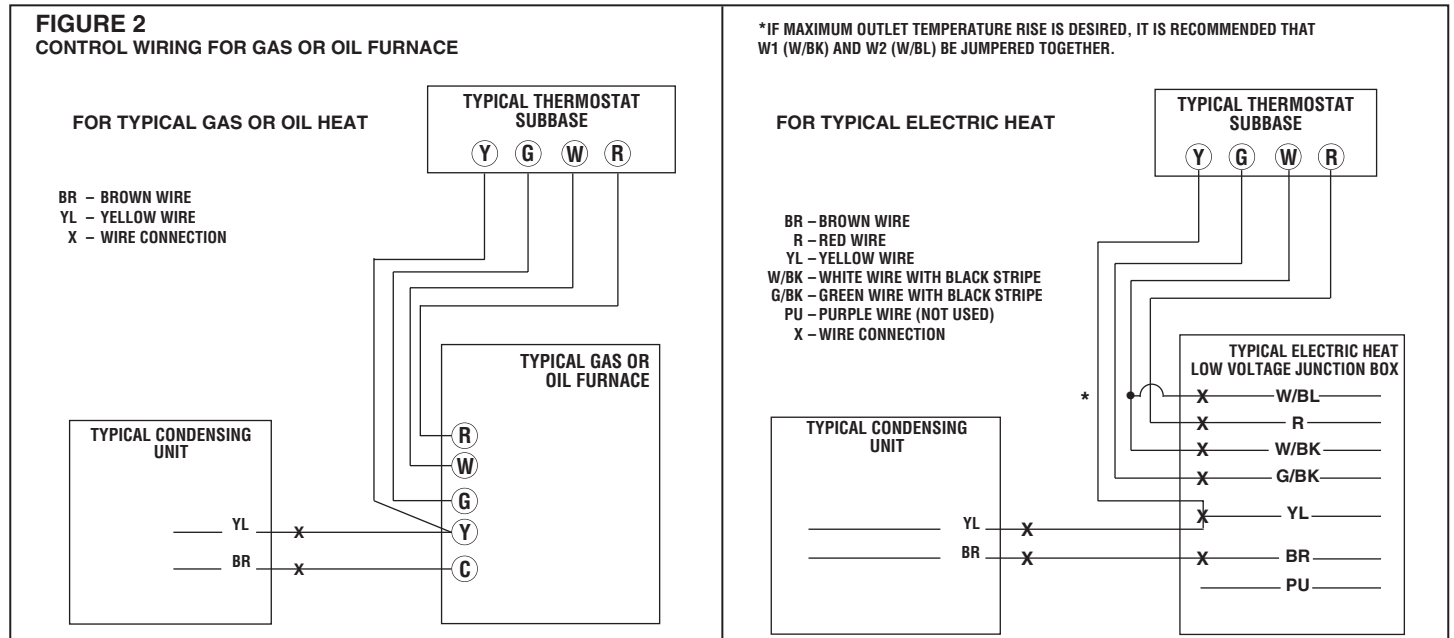 FIGURE 2
CONTROL WIRING FOR GAS OR OIL FURNACE
FOR TYPICAL GAS OR OIL HEAT
TYPICAL THERMOSTAT
SUBBASE
Y G W R
BR – BROWN WIRE
YL – YELLOW WIRE
X – WIRE CONNECTION
TYPICAL GAS OR
OIL FURNACE
R
W
G
Y
C
TYPICAL CONDENSING
UNIT
YL X
BR X
*IF MAXIMUM OUTLET TEMPERATURE RISE IS DESIRED, IT IS RECOMMENDED THAT
W1 (W/BK) AND W2 (W/BL) BE JUMPERED TOGETHER.
FOR TYPICAL ELECTRIC HEAT
TYPICAL THERMOSTAT
SUBBASE
Y G W R
BR – BROWN WIRE
R – RED WIRE
YL – YELLOW WIRE
W/BK – WHITE WIRE WITH BLACK STRIPE
G/BK – GREEN WIRE WITH BLACK STRIPE
PU – PURPLE WIRE (NOT USED)
X – WIRE CONNECTION
TYPICAL ELECTRIC HEAT
LOW VOLTAGE JUNCTION BOX
* X W/BL
X R
X W/BK
X G/BK
X YL
X BR
PU
TYPICAL CONDENSING
UNIT
YL X
BR X